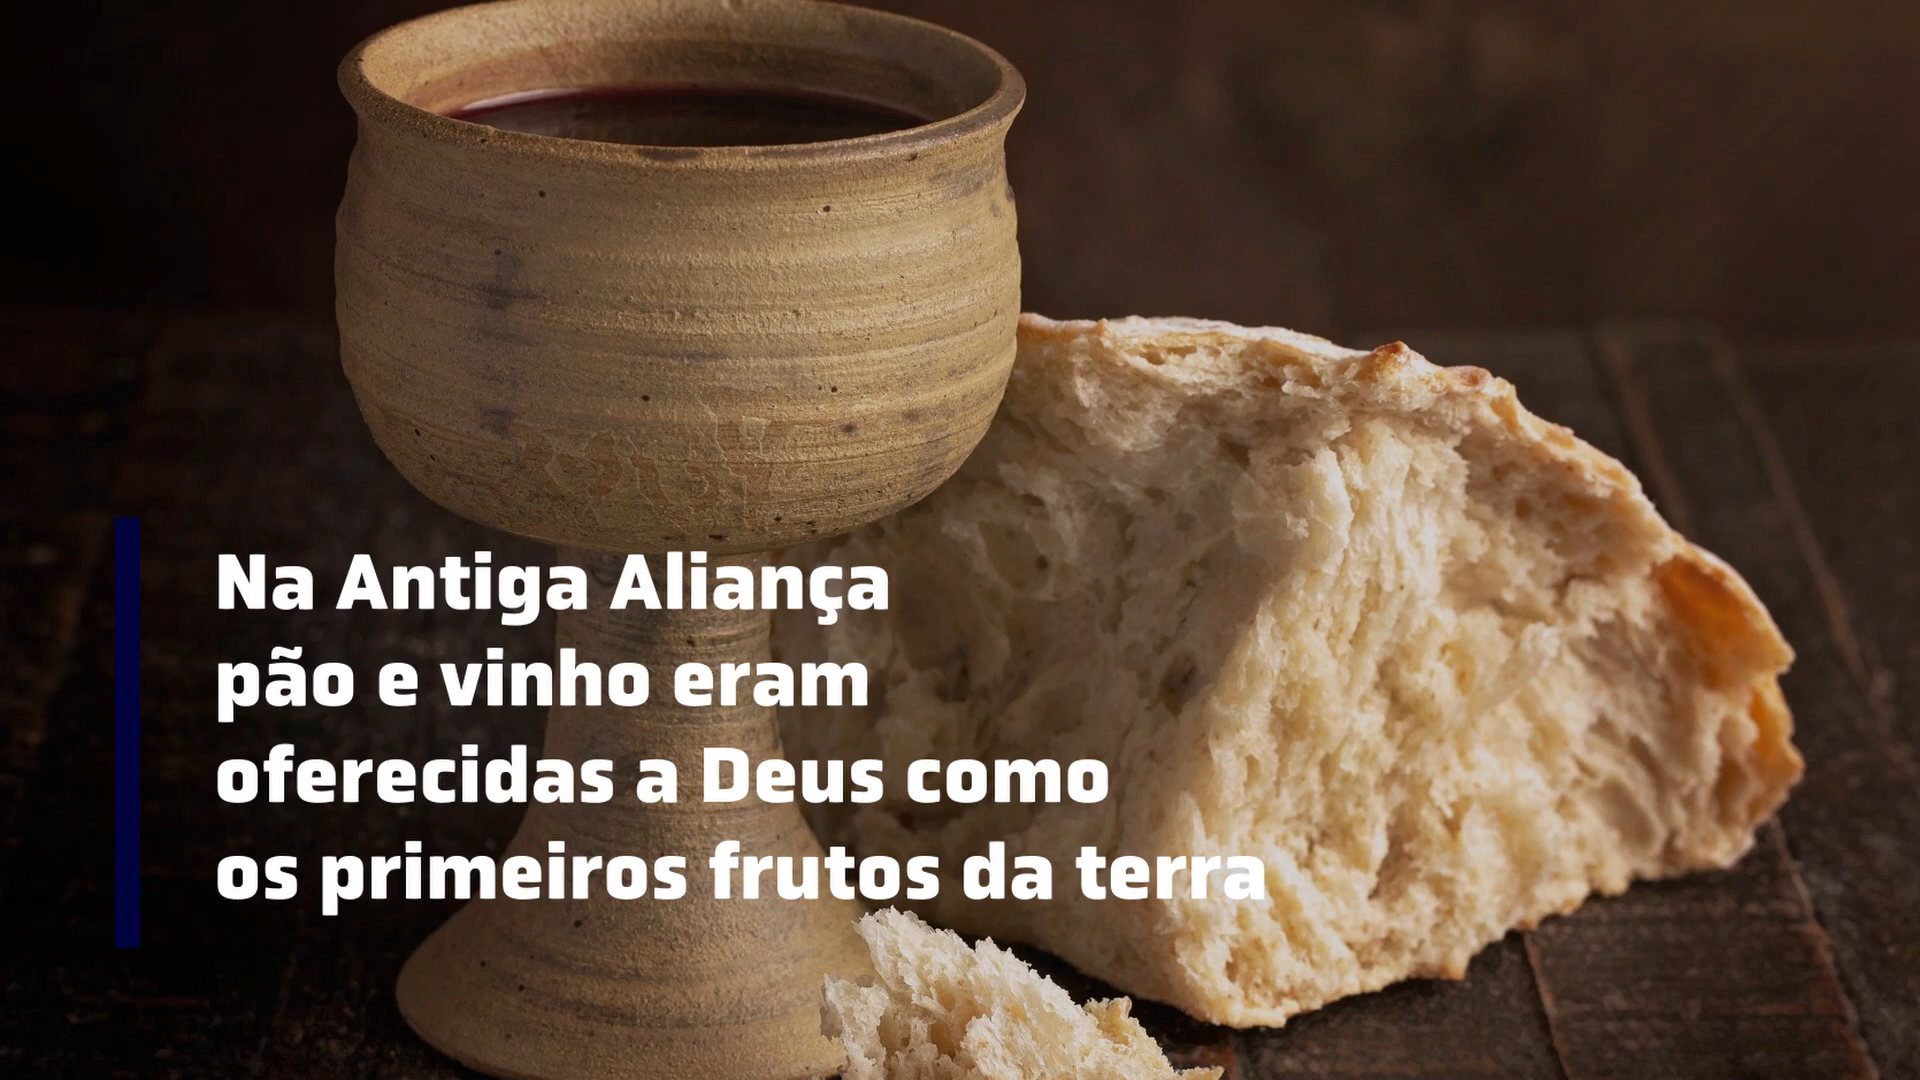 Na Antiga Aliança
pão e vinho eram
oferecidas a Deus como
os primeiros frutos da terra